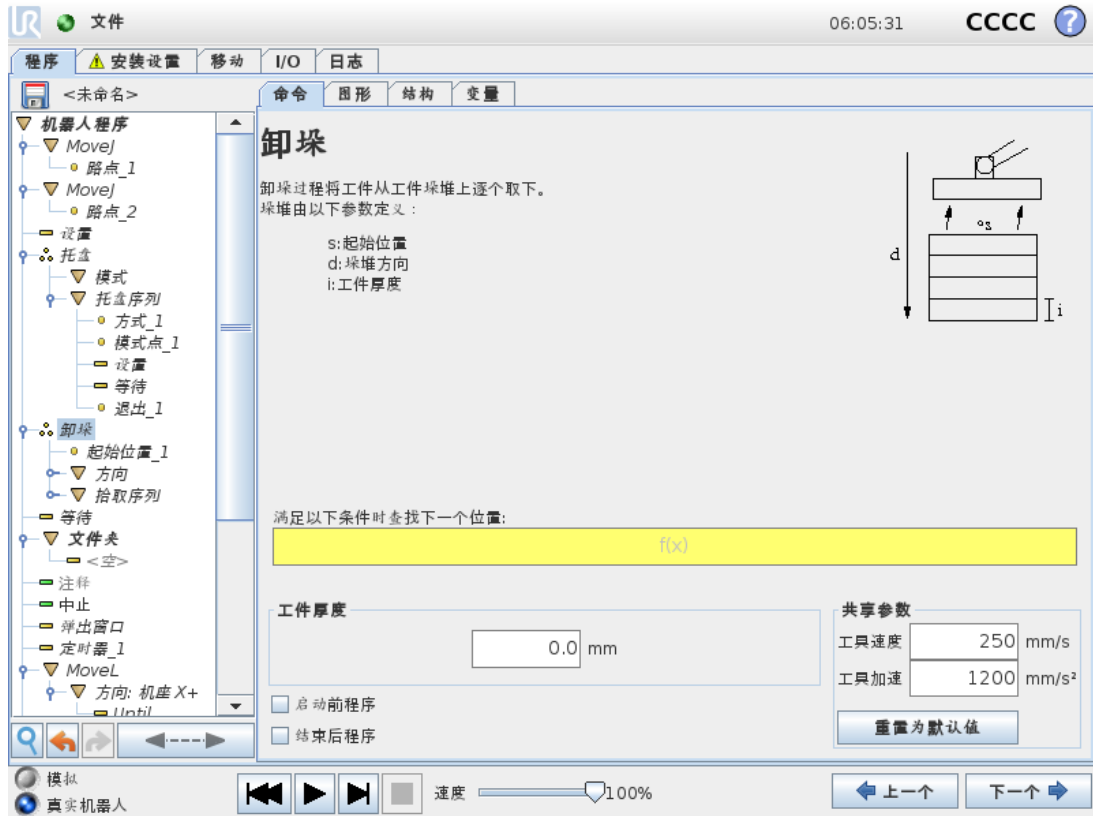 UR 文件 06:05:31 CCCC ?
程序 安装设置 移动 I/O 日志
<未命名>
命令 图形 结构 变量
机器人程序
MoveJ
路点_1
MoveJ
路点_2
设置
托盘
模式
托盘序列
方式_1
模式点_1
设置
等待
退出_1
卸垛
起始位置_1
方向
拾取序列
等待
文件夹
<空>
注释
中止
弹出窗口
定时器_1
MoveL
方向: 机座 X+
Until
卸垛
卸垛过程将工件从工件垛堆上逐个取下。
垛堆由以下参数定义：
s:起始位置
d:垛堆方向
i:工件厚度
s
d
i
满足以下条件时查找下一个位置:
f(x)
工件厚度
0.0 mm
启动前程序
结束后程序
共享参数
工具速度 250 mm/s
工具加速 1200 mm/s²
重置为默认值
模拟
真实机器人
速度 100%
上一个 下一个